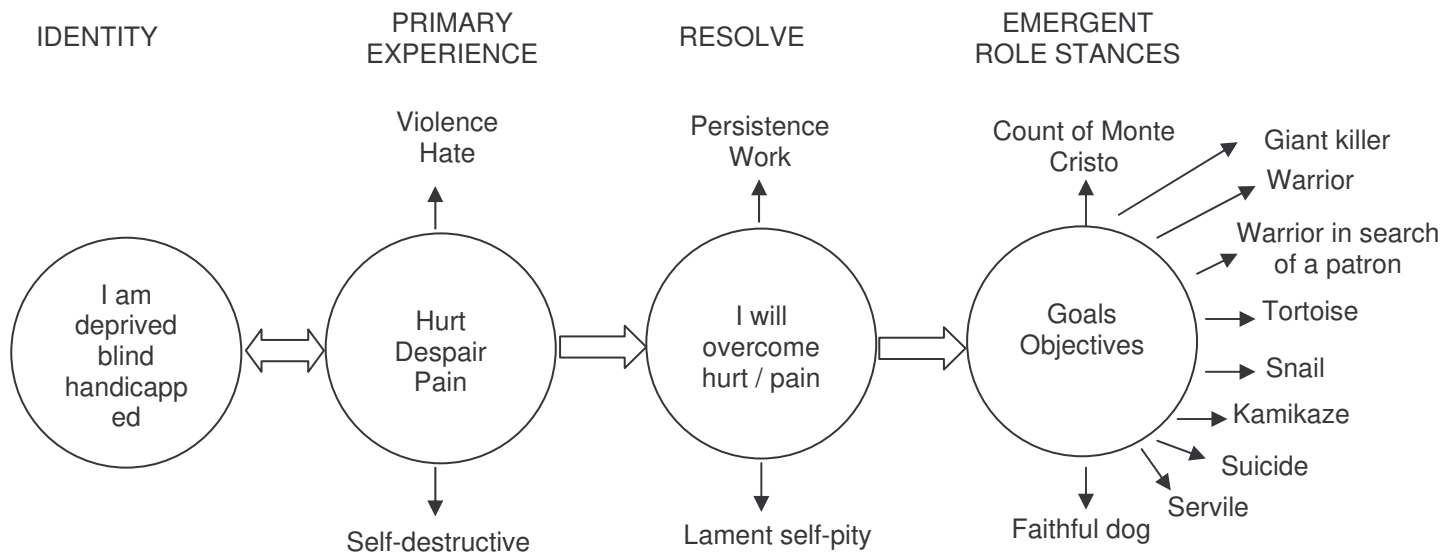 IDENTITY
PRIMARY
EXPERIENCE
RESOLVE
EMERGENT
ROLE STANCES
I am
deprived
blind
handicapp
ed
Violence
Hate
Hurt
Despair
Pain
Self-destructive
Persistence
Work
I will
overcome
hurt / pain
Lament self-pity
Count of Monte
Cristo
Goals
Objectives
Giant killer
Warrior
Warrior in search
of a patron
Tortoise
Snail
Kamikaze
Suicide
Servile
Faithful dog